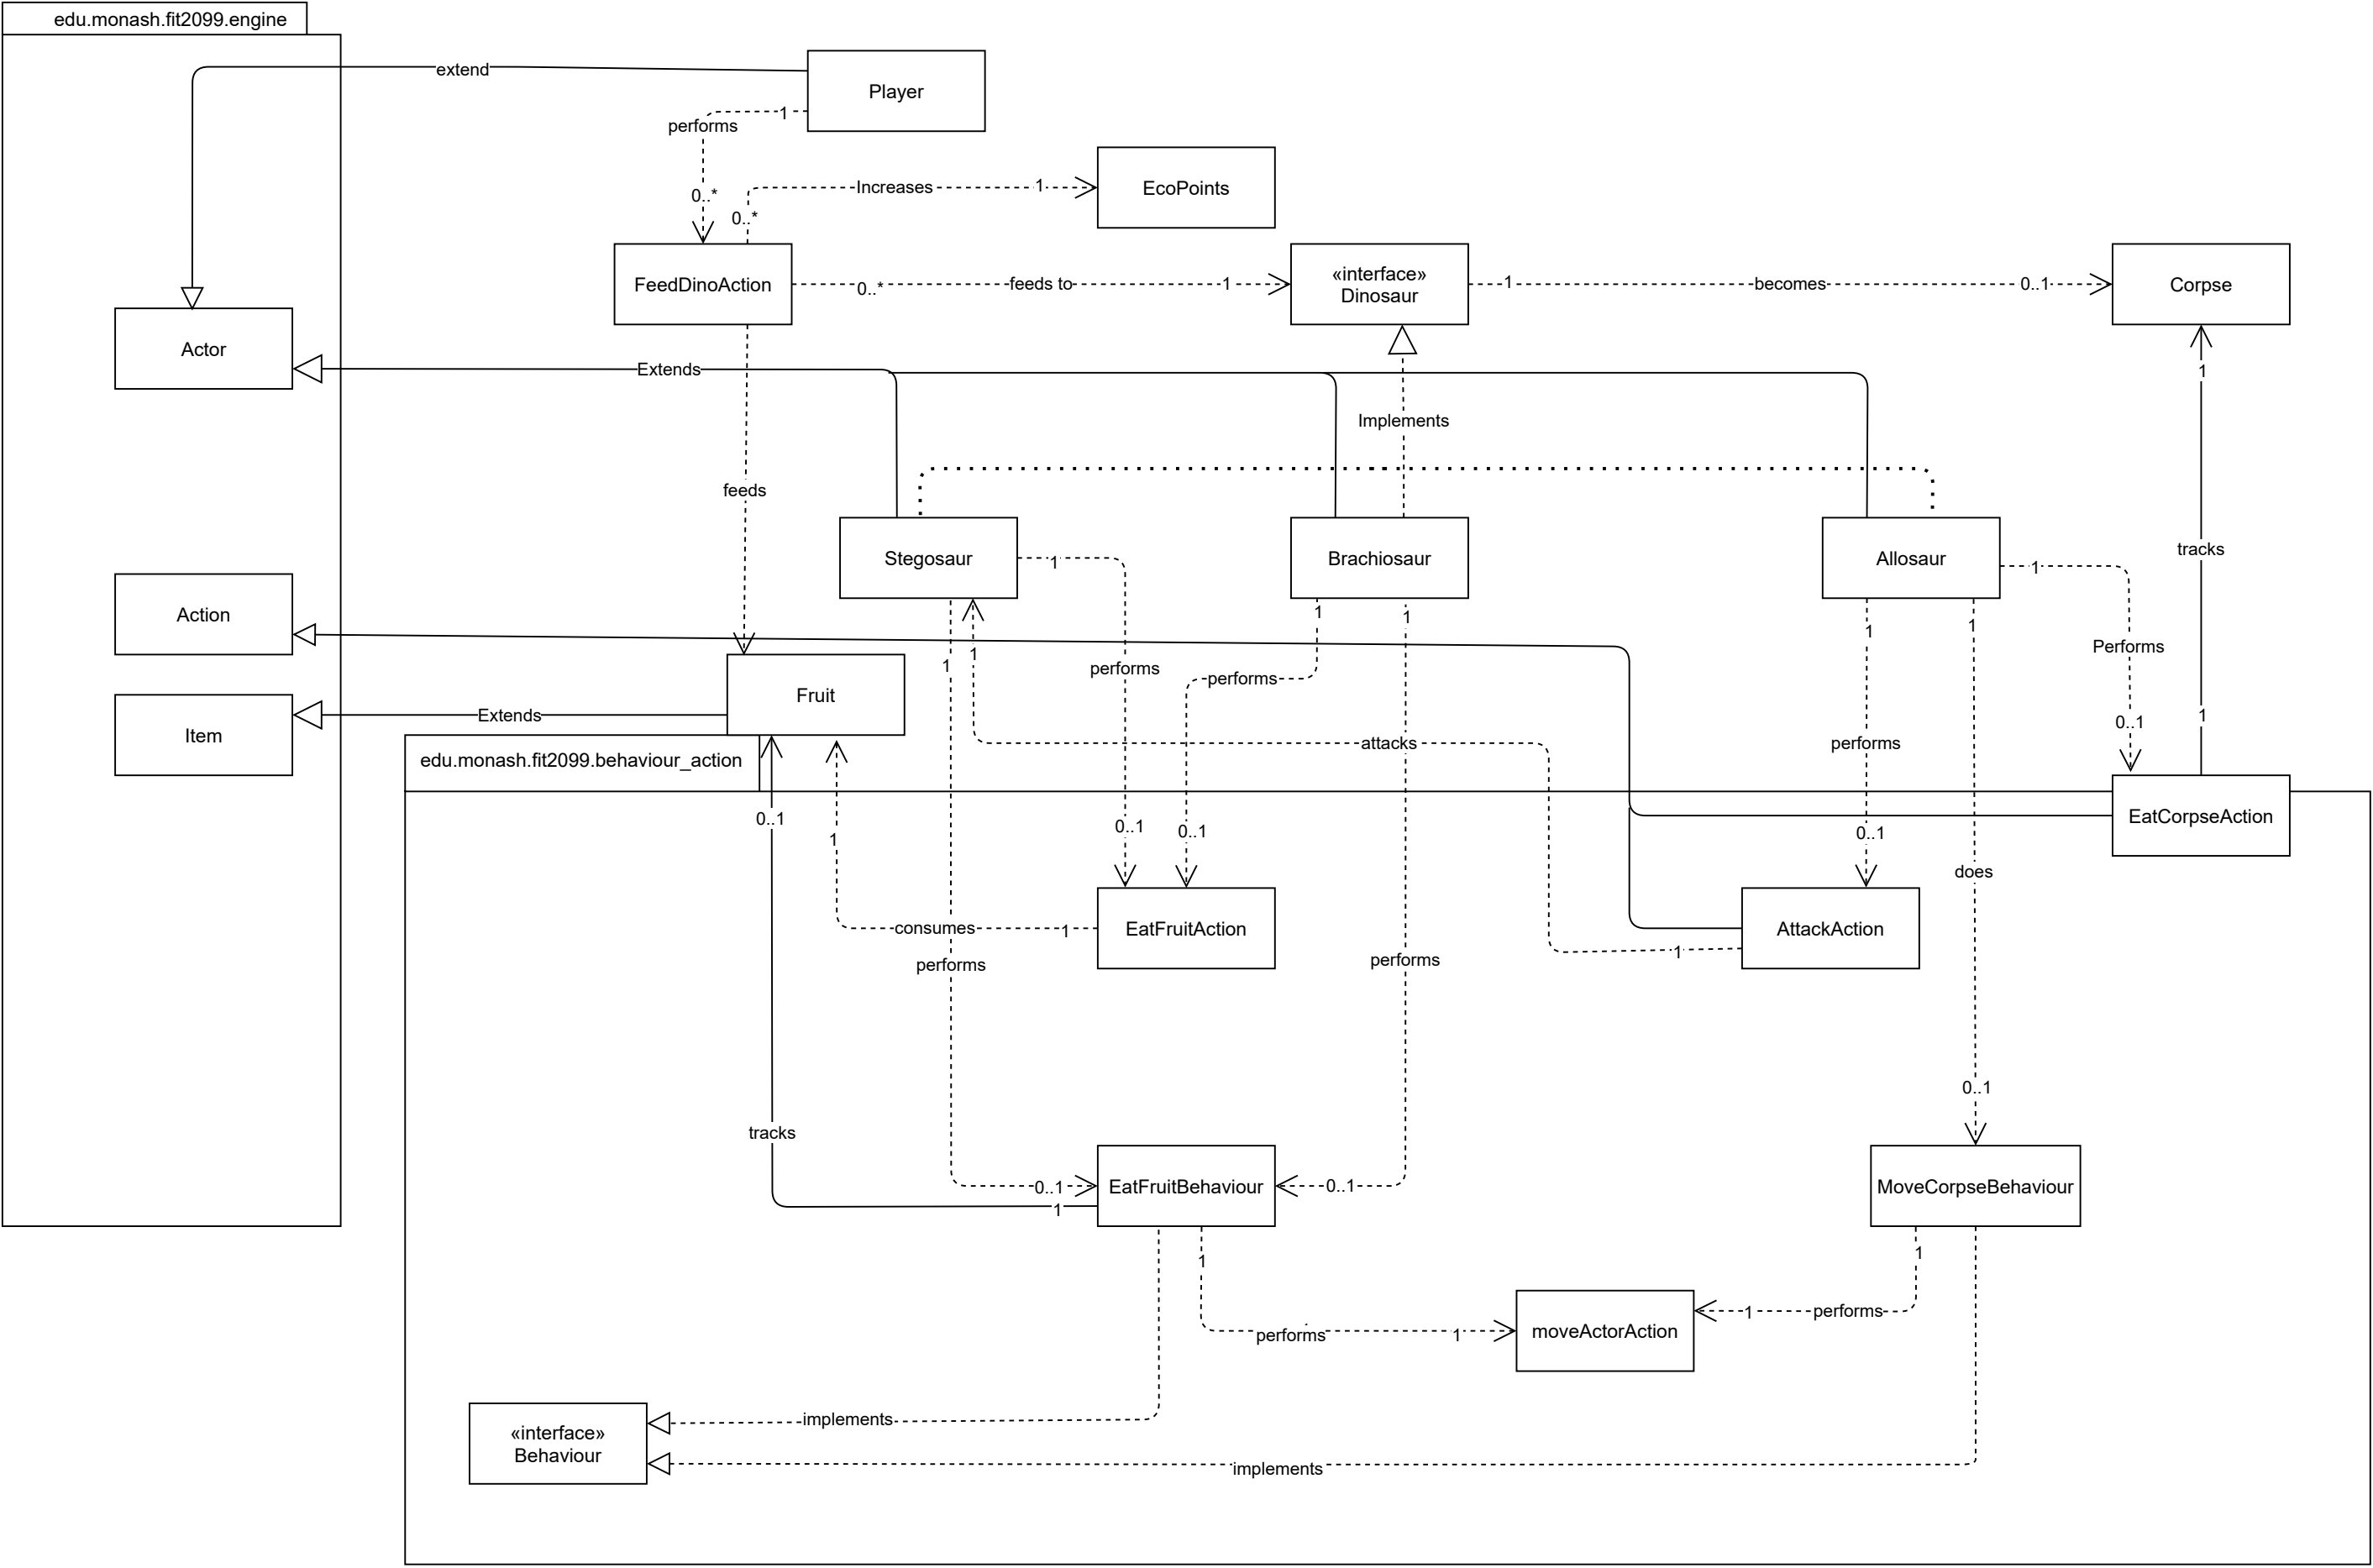 edu.monash.fit2099.engine
extend
Player
1
performs
0..*
Increases
1
EcoPoints
0..*
FeedDinoAction
0..*
feeds to
1
«interface»
Dinosaur
1
becomes
0..1
Corpse
Actor
Extends
1
Implements
feeds
tracks
Stegosaur
1
Brachiosaur
Allosaur
1
Action
1
1
1
1
Performs
1
1
performs
performs
Fruit
Extends
Item
0..1
1
attacks
performs
edu.monash.fit2099.behaviour_action
0..1
1
0..1
0..1
0..1
EatCorpseAction
does
consumes
1
EatFruitAction
AttackAction
1
performs
performs
0..1
tracks
0..1
EatFruitBehaviour
0..1
MoveCorpseBehaviour
1
1
1
performs
1
moveActorAction
1
performs
implements
«interface»
Behaviour
implements